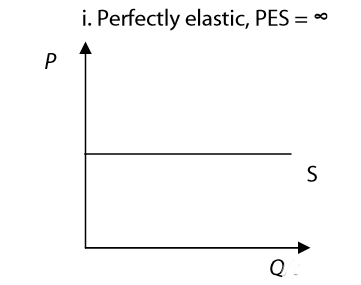 i. Perfectly elastic, PES = ∞
P
S
Q